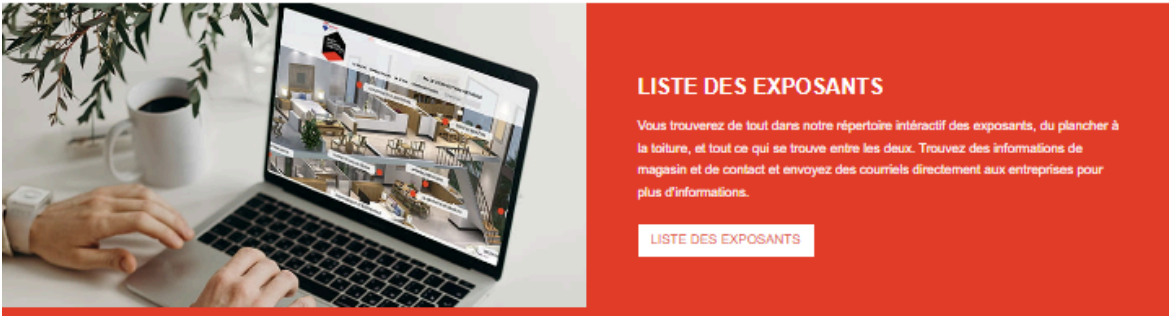 LISTE DES EXPOSANTS
Vous trouverez de tout dans notre répertoire intéractif des exposants, du plancher à
la toiture, et tout ce qui se trouve entre les deux. Trouvez des informations de
magasin et de contact et envoyez des courriels directement aux entreprises pour
plus d'informations.
LISTE DES EXPOSANTS